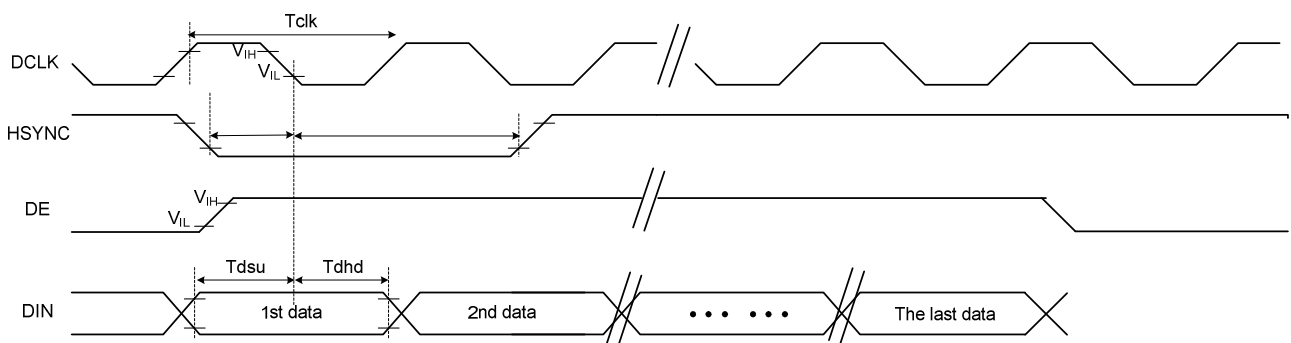 Tclk
DCLK
VIH
VIL
HSYNC
DE
VIH
VIL
Tdsu
Tdhd
DIN
1st data
2nd data
••• •••
The last data